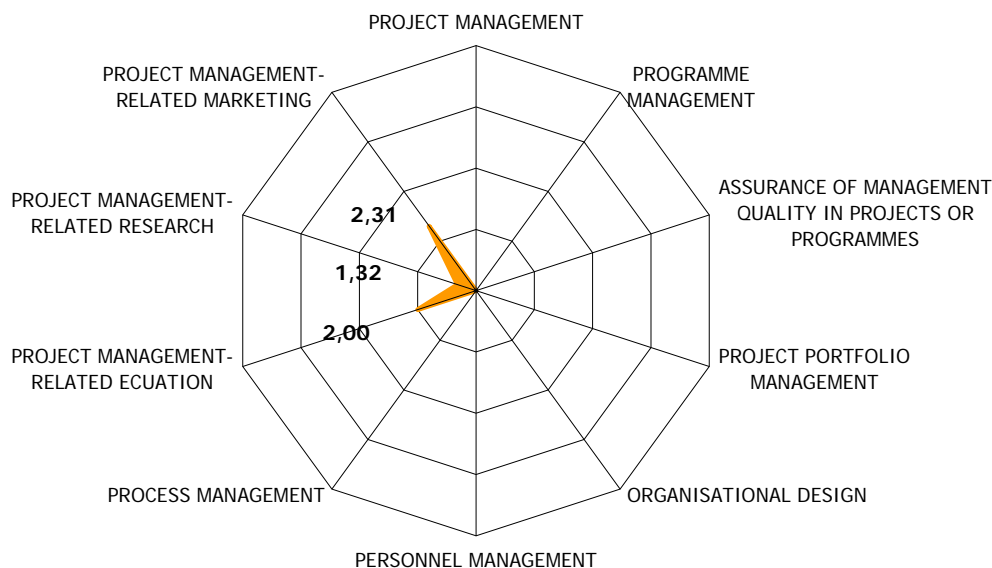 PROJECT MANAGEMENT
PROGRAMME
MANAGEMENT
ASSURANCE OF MANAGEMENT
QUALITY IN PROJECTS OR
PROGRAMMES
PROJECT PORTFOLIO
MANAGEMENT
ORGANISATIONAL DESIGN
PERSONNEL MANAGEMENT
PROCESS MANAGEMENT
PROJECT MANAGEMENT-
RELATED ECUATION
PROJECT MANAGEMENT-
RELATED RESEARCH
PROJECT MANAGEMENT-
RELATED MARKETING
2,31
1,32
2,00